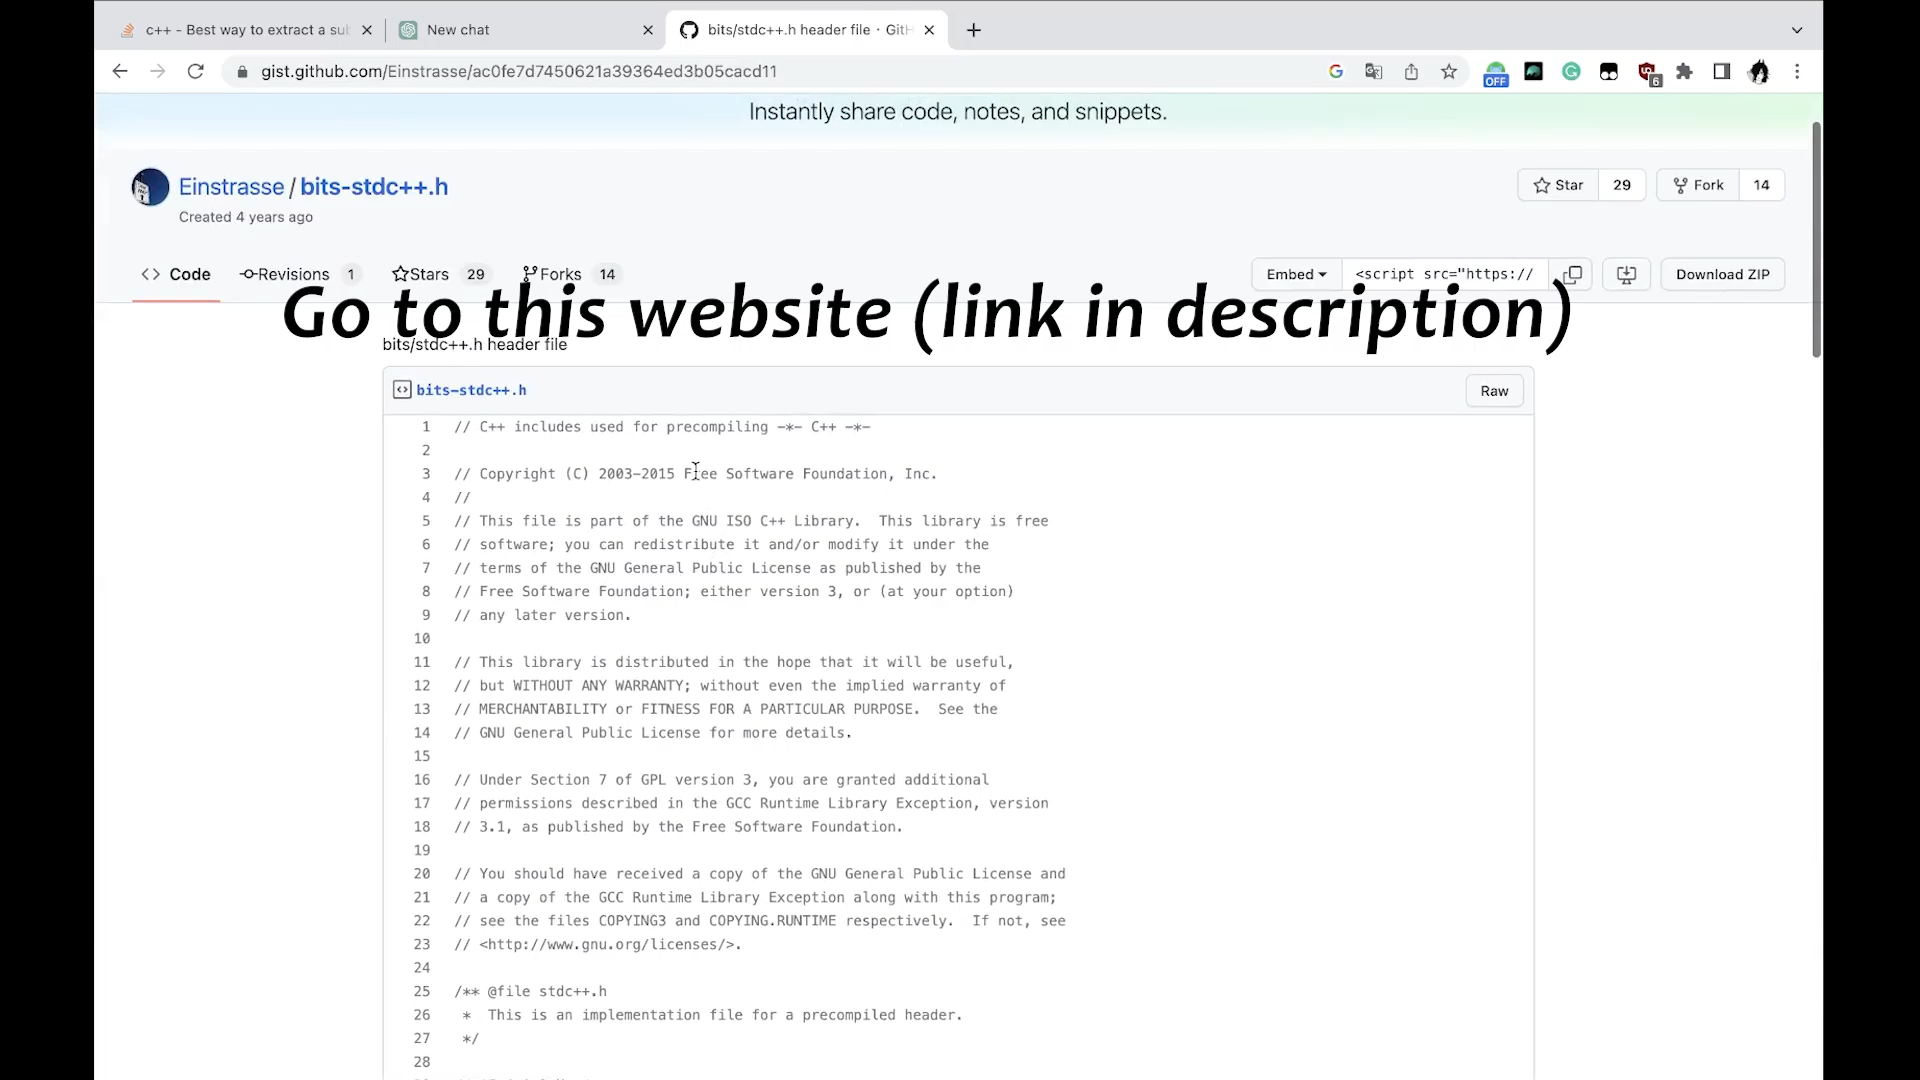 c++ - Best way to extract a sub
New chat
bits/stdc++.h header file · GitH
gist.github.com/Einstrasse/ac0fe7d7450621a39364ed3b05cacd11
OFF
6
Instantly share code, notes, and snippets.
Einstrasse / bits-stdc++.h
Created 4 years ago
Star 29
Fork 14
Code
Revisions 1
Stars 29
Forks 14
Embed
<script src="https://
Download ZIP
Go to this website (link in description)
bits/stdc++.h header file
bits-stdc++.h
Raw
1 // C++ includes used for precompiling -*- C++ -*-
2
3 // Copyright (C) 2003-2015 Free Software Foundation, Inc.
4 //
5 // This file is part of the GNU ISO C++ Library.  This library is free
6 // software; you can redistribute it and/or modify it under the
7 // terms of the GNU General Public License as published by the
8 // Free Software Foundation; either version 3, or (at your option)
9 // any later version.
10
11 // This library is distributed in the hope that it will be useful,
12 // but WITHOUT ANY WARRANTY; without even the implied warranty of
13 // MERCHANTABILITY or FITNESS FOR A PARTICULAR PURPOSE.  See the
14 // GNU General Public License for more details.
15
16 // Under Section 7 of GPL version 3, you are granted additional
17 // permissions described in the GCC Runtime Library Exception, version
18 // 3.1, as published by the Free Software Foundation.
19
20 // You should have received a copy of the GNU General Public License and
21 // a copy of the GCC Runtime Library Exception along with this program;
22 // see the files COPYING3 and COPYING.RUNTIME respectively.  If not, see
23 // <http://www.gnu.org/licenses/>.
24
25 /** @file stdc++.h
26 *  This is an implementation file for a precompiled header.
27 */
28